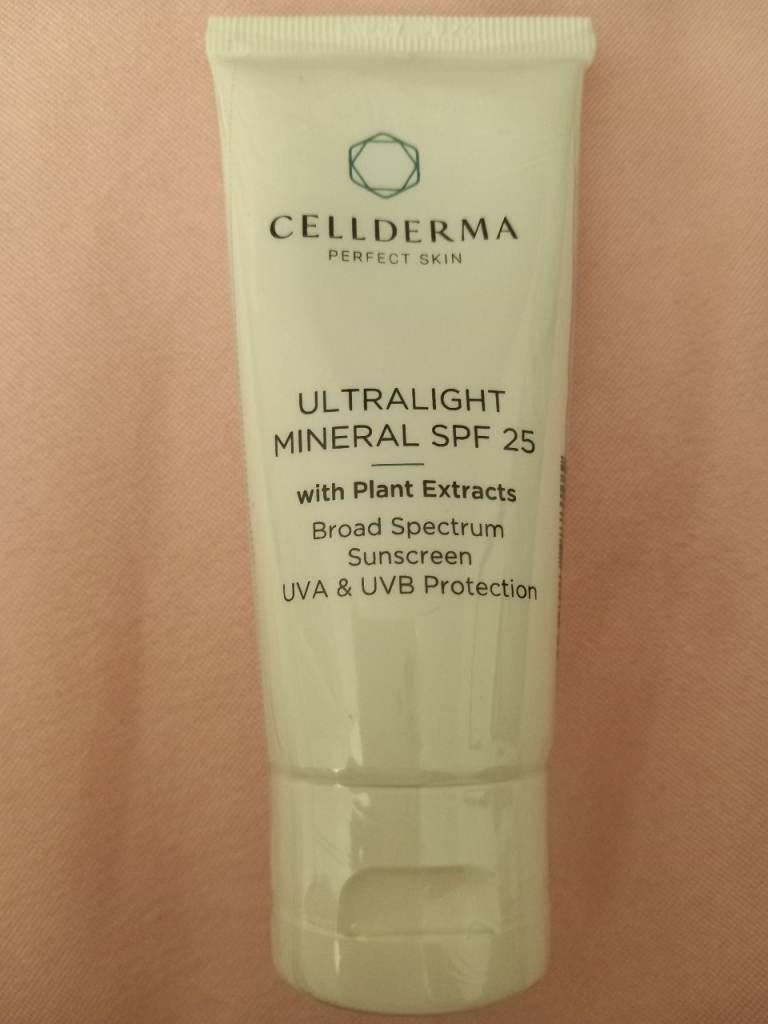 CELLDERMA
PERFECT SKIN
ULTRALIGHT
MINERAL SPF 25
with Plant Extracts
Broad Spectrum
Sunscreen
UVA & UVB Protection